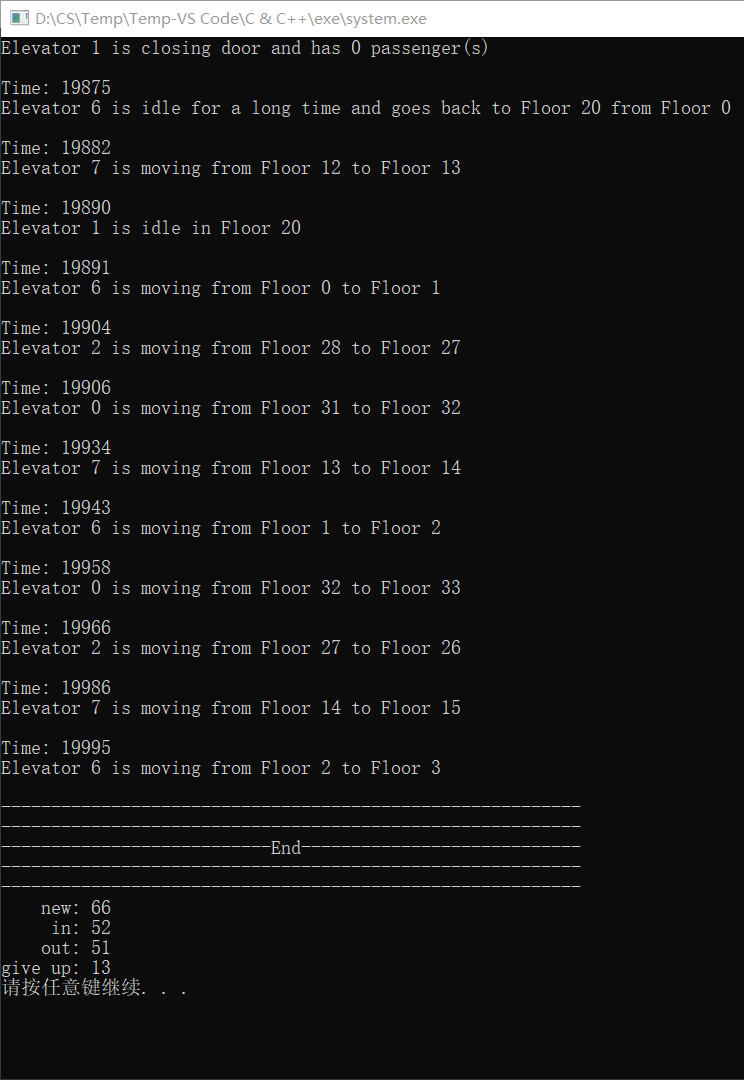 D:\CS\Temp\Temp-VS Code\C & C++\exe\system.exe
Elevator 1 is closing door and has 0 passenger(s)
Time: 19875
Elevator 6 is idle for a long time and goes back to Floor 20 from Floor 0
Time: 19882
Elevator 7 is moving from Floor 12 to Floor 13
Time: 19890
Elevator 1 is idle in Floor 20
Time: 19891
Elevator 6 is moving from Floor 0 to Floor 1
Time: 19904
Elevator 2 is moving from Floor 28 to Floor 27
Time: 19906
Elevator 0 is moving from Floor 31 to Floor 32
Time: 19934
Elevator 7 is moving from Floor 13 to Floor 14
Time: 19943
Elevator 6 is moving from Floor 1 to Floor 2
Time: 19958
Elevator 0 is moving from Floor 32 to Floor 33
Time: 19966
Elevator 2 is moving from Floor 27 to Floor 26
Time: 19986
Elevator 7 is moving from Floor 14 to Floor 15
Time: 19995
Elevator 6 is moving from Floor 2 to Floor 3
----------------------------------------------------------
----------------------------------------------------------
---------------------------End----------------------------
----------------------------------------------------------
----------------------------------------------------------
new: 66
in: 52
out: 51
give up: 13
请按任意键继续. . .